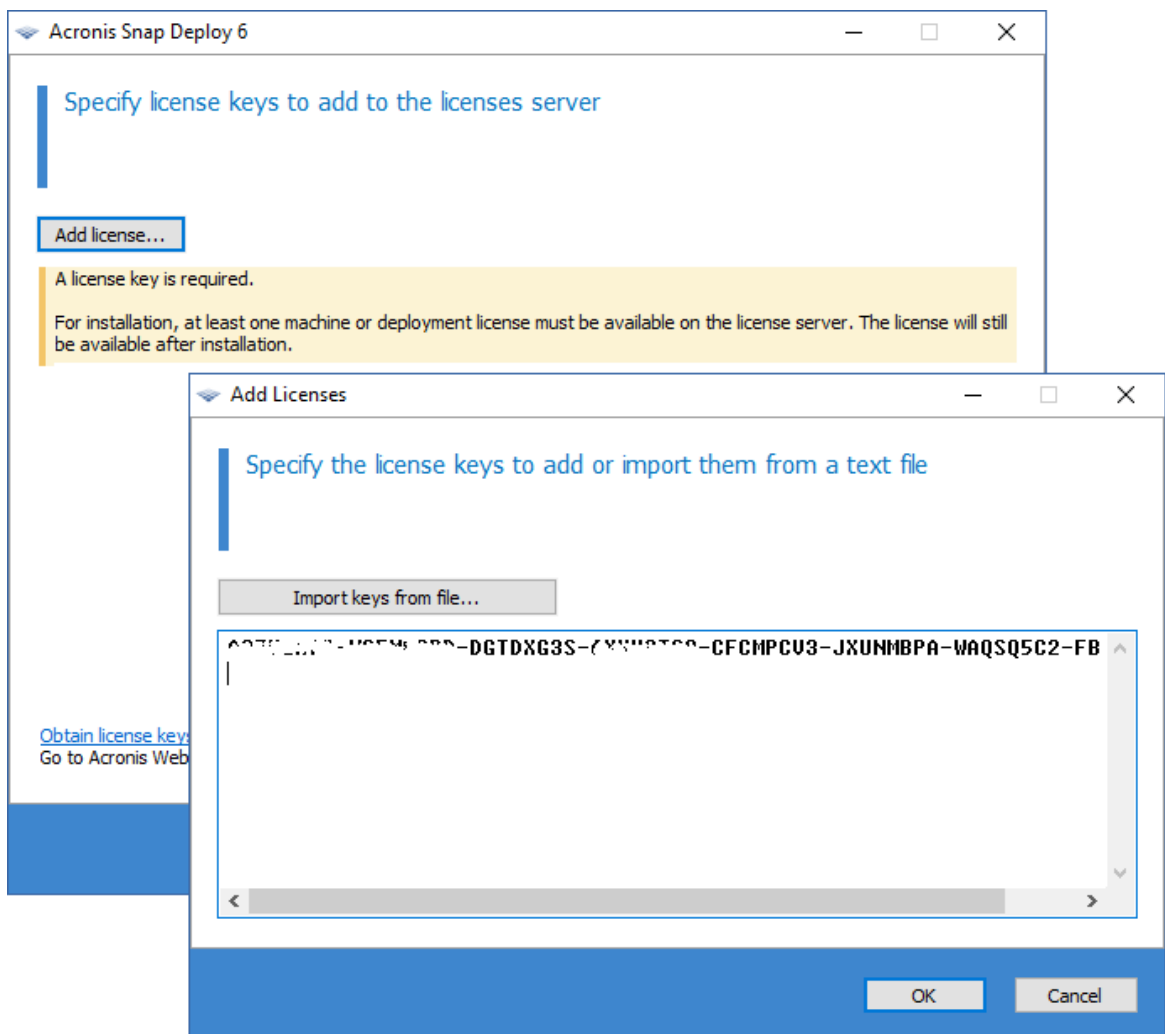 Acronis Snap Deploy 6
Specify license keys to add to the licenses server
Add license...
A license key is required.
For installation, at least one machine or deployment license must be available on the license server. The license will still
be available after installation.
Obtain license keys
Go to Acronis Web
Add Licenses
Specify the license keys to add or import them from a text file
Import keys from file...
-DGTDXG3S- -CFCMPCV3-JXUNMBPA-WAQSQ5C2-FB
OK
Cancel